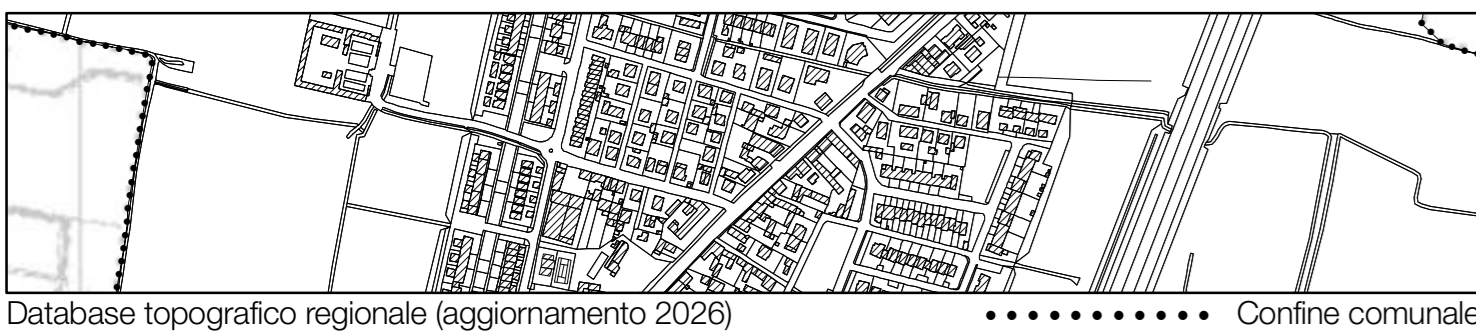 Database topografico regionale (aggiornamento 2026)
Confine comunale